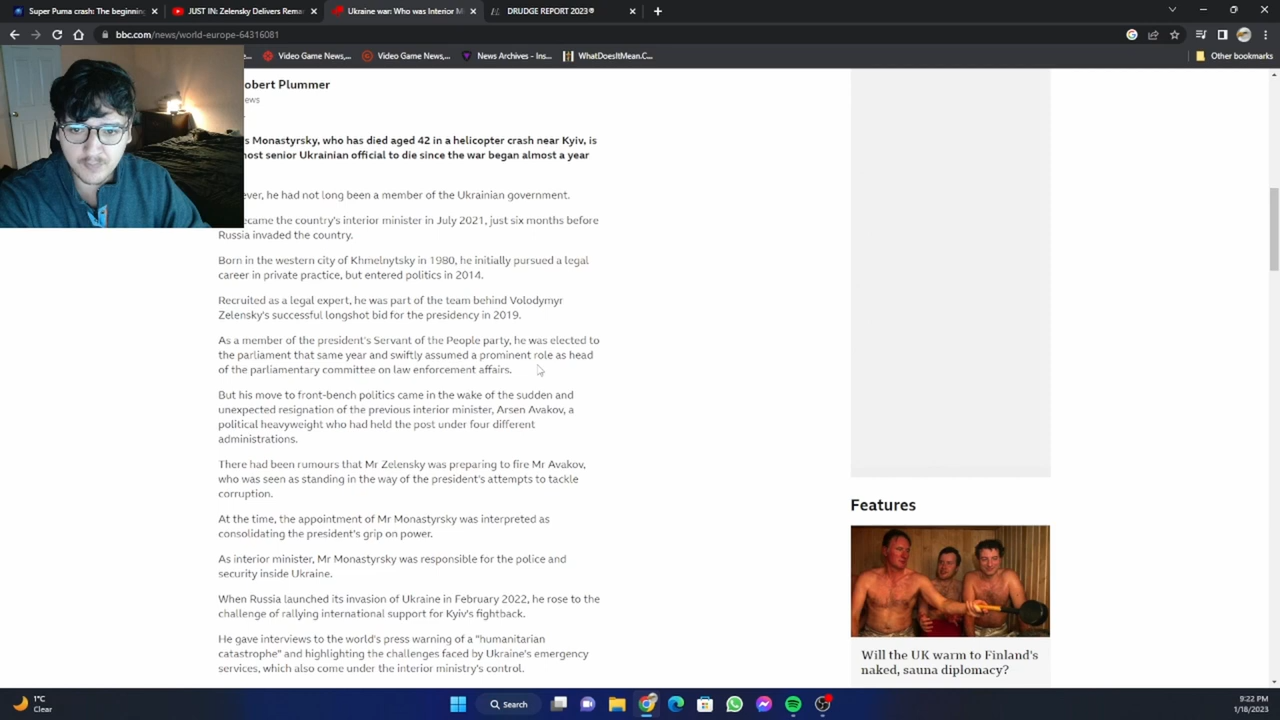 Super Puma crash: The beginning
JUST IN: Zelensky Delivers Rema
Ukraine war: Who was Interior M
DRUDGE REPORT 2023®
bbc.com/news/world-europe-64316081
e...
Video Game News,...
Video Game News,...
News Archives - Ins...
WhatDoesItMean.C...
Other bookmarks
obert Plummer
ews
s Monastyrsky, who has died aged 42 in a helicopter crash near Kyiv, is
ost senior Ukrainian official to die since the war began almost a year
ever, he had not long been a member of the Ukrainian government.
ecame the country's interior minister in July 2021, just six months before
Russia invaded the country.
Born in the western city of Khmelnytsky in 1980, he initially pursued a legal
career in private practice, but entered politics in 2014.
Recruited as a legal expert, he was part of the team behind Volodymyr
Zelensky's successful longshot bid for the presidency in 2019.
As a member of the president's Servant of the People party, he was elected to
the parliament that same year and swiftly assumed a prominent role as head
of the parliamentary committee on law enforcement affairs.
But his move to front-bench politics came in the wake of the sudden and
unexpected resignation of the previous interior minister, Arsen Avakov, a
political heavyweight who had held the post under four different
administrations.
There had been rumours that Mr Zelensky was preparing to fire Mr Avakov,
who was seen as standing in the way of the president's attempts to tackle
corruption.
At the time, the appointment of Mr Monastyrsky was interpreted as
consolidating the president's grip on power.
As interior minister, Mr Monastyrsky was responsible for the police and
security inside Ukraine.
When Russia launched its invasion of Ukraine in February 2022, he rose to the
challenge of rallying international support for Kyiv's fightback.
He gave interviews to the world's press warning of a "humanitarian
catastrophe" and highlighting the challenges faced by Ukraine's emergency
services, which also come under the interior ministry's control.
Features
Will the UK warm to Finland's
naked, sauna diplomacy?
1°C
Clear
Search
9:22 PM
1/18/2023